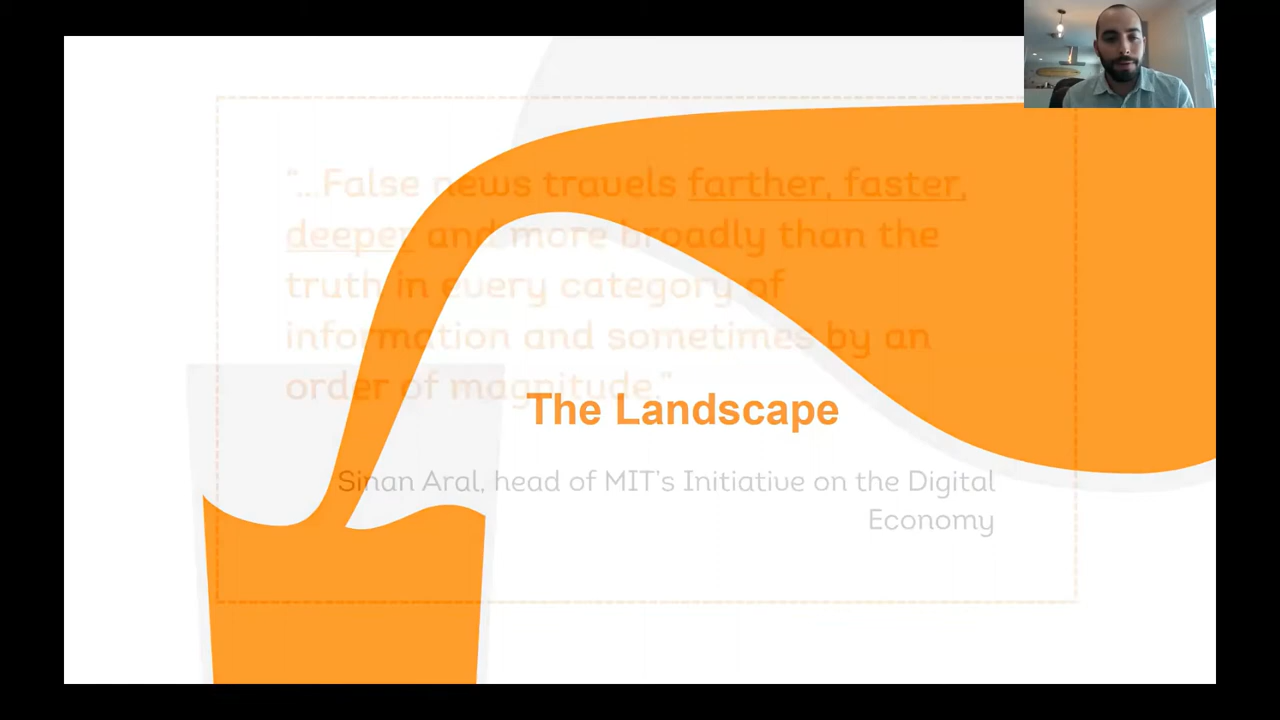 "...False news travels farther, faster,
deeper and more broadly than the
truth in every category of
information and sometimes by an
order of magnitude."
The Landscape
Sinan Aral, head of MIT's Initiative on the Digital
Economy